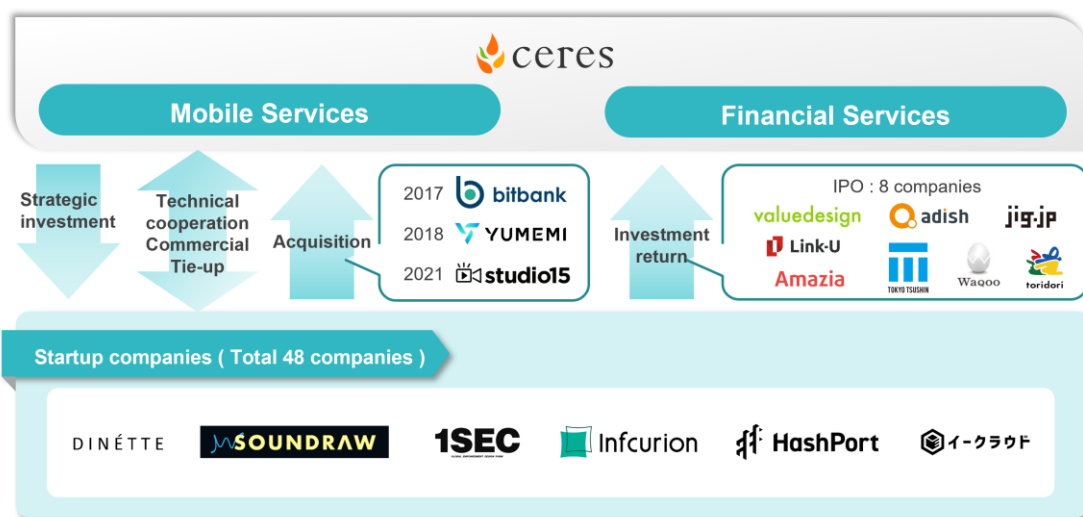 ceres
Mobile Services
Financial Services
Strategic
investment
Technical
cooperation
Commercial
Tie-up
Acquisition
2017 bitbank
2018 YUMEMI
2021 studio15
Investment
return
IPO : 8 companies
valuedesign
adish
jig.jp
Link-U
Amazia
TOKYO TSUSHIN
Waqoo
toridori
Startup companies ( Total 48 companies )
DINÉTTE
SOUNDRAW
1SEC
Infcurion
HashPort
イークラウド